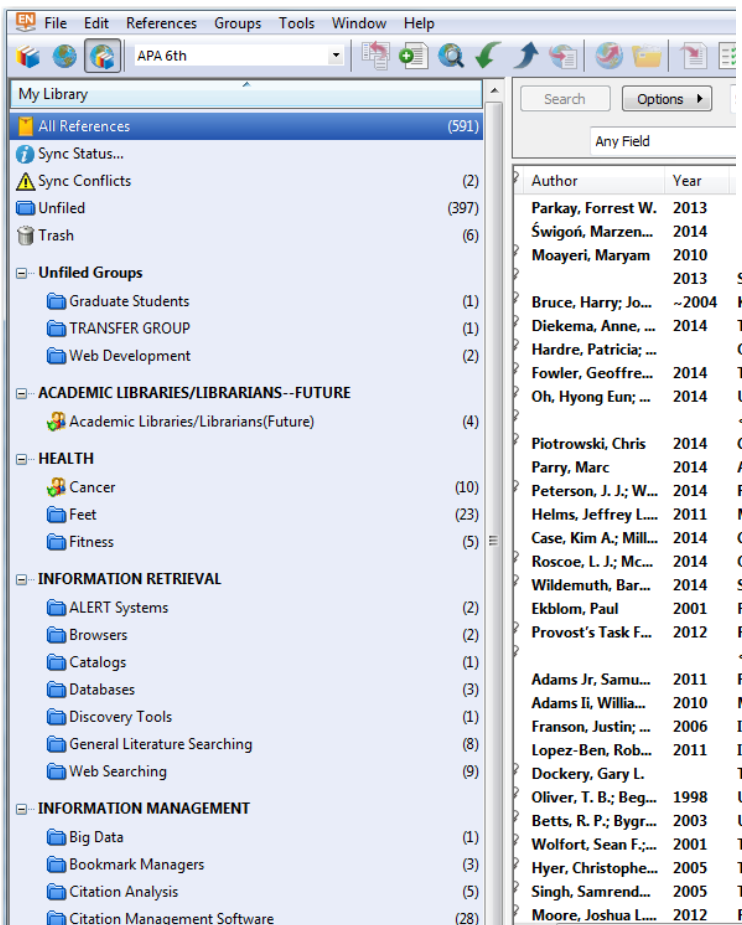 EN File Edit References Groups Tools Window Help
APA 6th
My Library
All References (591)
Sync Status...
Sync Conflicts (2)
Unfiled (397)
Trash (6)
Unfiled Groups
Graduate Students (1)
TRANSFER GROUP (1)
Web Development (2)
ACADEMIC LIBRARIES/LIBRARIANS--FUTURE
Academic Libraries/Librarians(Future) (4)
HEALTH
Cancer (10)
Feet (23)
Fitness (5)
INFORMATION RETRIEVAL
ALERT Systems (2)
Browsers (2)
Catalogs (1)
Databases (3)
Discovery Tools (1)
General Literature Searching (8)
Web Searching (9)
INFORMATION MANAGEMENT
Big Data (1)
Bookmark Managers (3)
Citation Analysis (5)
Citation Management Software (28)
Search Options
Any Field
Author Year
Parkay, Forrest W. 2013
Świgoń, Marzen... 2014
Moayeri, Maryam 2010
2013
Bruce, Harry; Jo... ~2004
Diekema, Anne, ... 2014
Hardre, Patricia; ...
Fowler, Geoffre... 2014
Oh, Hyong Eun; ... 2014
Piotrowski, Chris 2014
Parry, Marc 2014
Peterson, J. J.; W... 2014
Helms, Jeffrey L.... 2011
Case, Kim A.; Mill... 2014
Roscoe, L. J.; Mc... 2014
Wildemuth, Bar... 2014
Ekblom, Paul 2001
Provost's Task F... 2012
Adams Jr, Samu... 2011
Adams Ii, Willia... 2010
Franson, Justin; ... 2006
Lopez-Ben, Rob... 2011
Dockery, Gary L.
Oliver, T. B.; Beg... 1998
Betts, R. P.; Bygr... 2003
Wolfort, Sean F.;... 2001
Hyer, Christophe... 2005
Singh, Samrend... 2005
Moore, Joshua L.... 2012